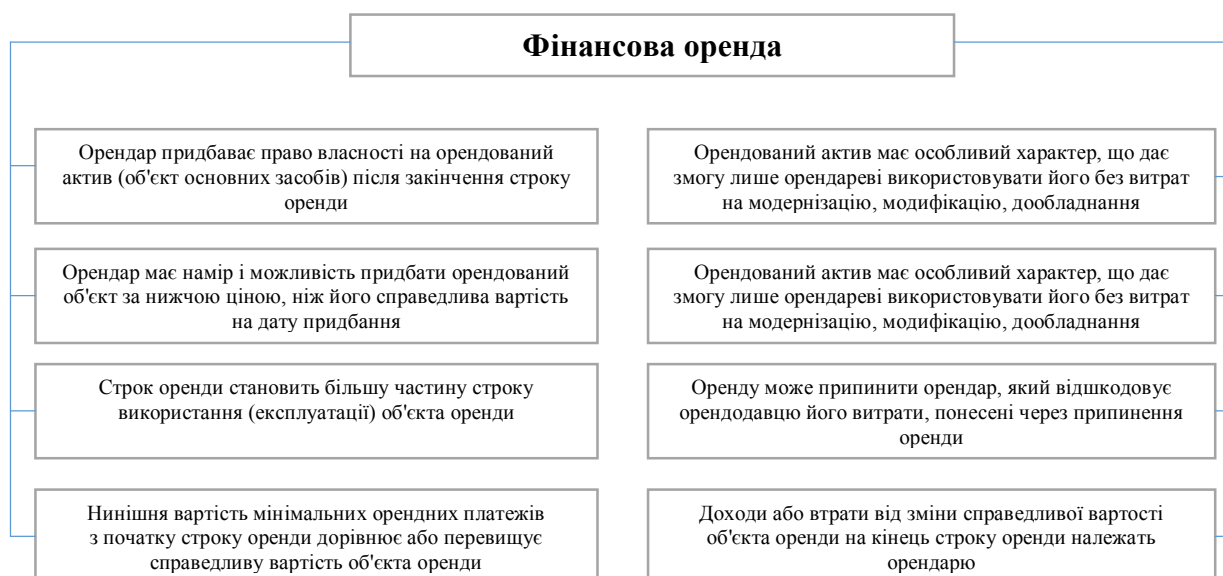 Фінансова оренда
Орендар придбаває право власності на орендований
актив (об'єкт основних засобів) після закінчення строку
оренди
Орендар має намір і можливість придбати орендований
об'єкт за нижчою ціною, ніж його справедлива вартість
на дату придбання
Строк оренди становить більшу частину строку
використання (експлуатації) об'єкта оренди
Нинішня вартість мінімальних орендних платежів
з початку строку оренди дорівнює або перевищує
справедливу вартість об'єкта оренди
Орендований актив має особливий характер, що дає
змогу лише орендареві використовувати його без витрат
на модернізацію, модифікацію, дообладнання
Орендований актив має особливий характер, що дає
змогу лише орендареві використовувати його без витрат
на модернізацію, модифікацію, дообладнання
Оренду може припинити орендар, який відшкодовує
орендодавцю його витрати, понесені через припинення
оренди
Доходи або втрати від зміни справедливої вартості
об'єкта оренди на кінець строку оренди належать
орендарю